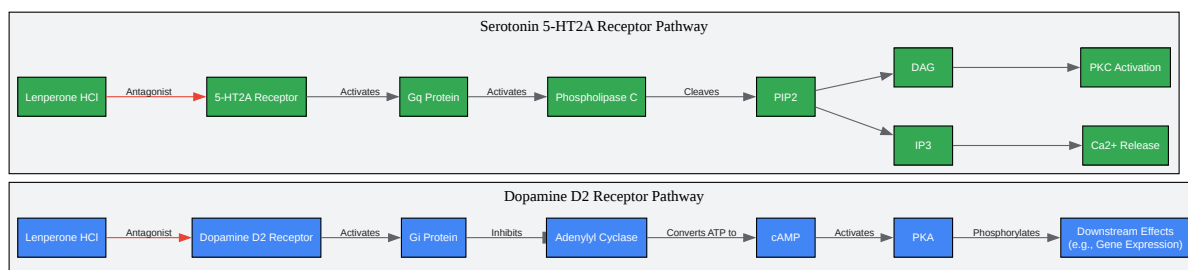 Serotonin 5-HT2A Receptor Pathway
Lenperone HCl
Antagonist
5-HT2A Receptor
Activates
Gq Protein
Activates
Phospholipase C
Cleaves
PIP2
DAG
PKC Activation
IP3
Ca2+ Release
Dopamine D2 Receptor Pathway
Lenperone HCl
Antagonist
Dopamine D2 Receptor
Activates
Gi Protein
Inhibits
Adenylyl Cyclase
Converts ATP to
cAMP
Activates
PKA
Phosphorylates
Downstream Effects
(e.g., Gene Expression)